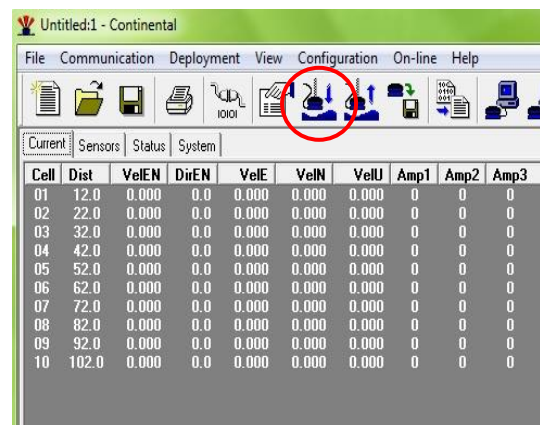 Untitled:1 - Continental
File Communication Deployment View Configuration On-line Help
Current Sensors Status System
Cell Dist VelEN DirEN VelE VelN VelU Amp1 Amp2 Amp3
01 12.0 0.000 0.0 0.000 0.000 0.000 0 0 0
02 22.0 0.000 0.0 0.000 0.000 0.000 0 0 0
03 32.0 0.000 0.0 0.000 0.000 0.000 0 0 0
04 42.0 0.000 0.0 0.000 0.000 0.000 0 0 0
05 52.0 0.000 0.0 0.000 0.000 0.000 0 0 0
06 62.0 0.000 0.0 0.000 0.000 0.000 0 0 0
07 72.0 0.000 0.0 0.000 0.000 0.000 0 0 0
08 82.0 0.000 0.0 0.000 0.000 0.000 0 0 0
09 92.0 0.000 0.0 0.000 0.000 0.000 0 0 0
10 102.0 0.000 0.0 0.000 0.000 0.000 0 0 0